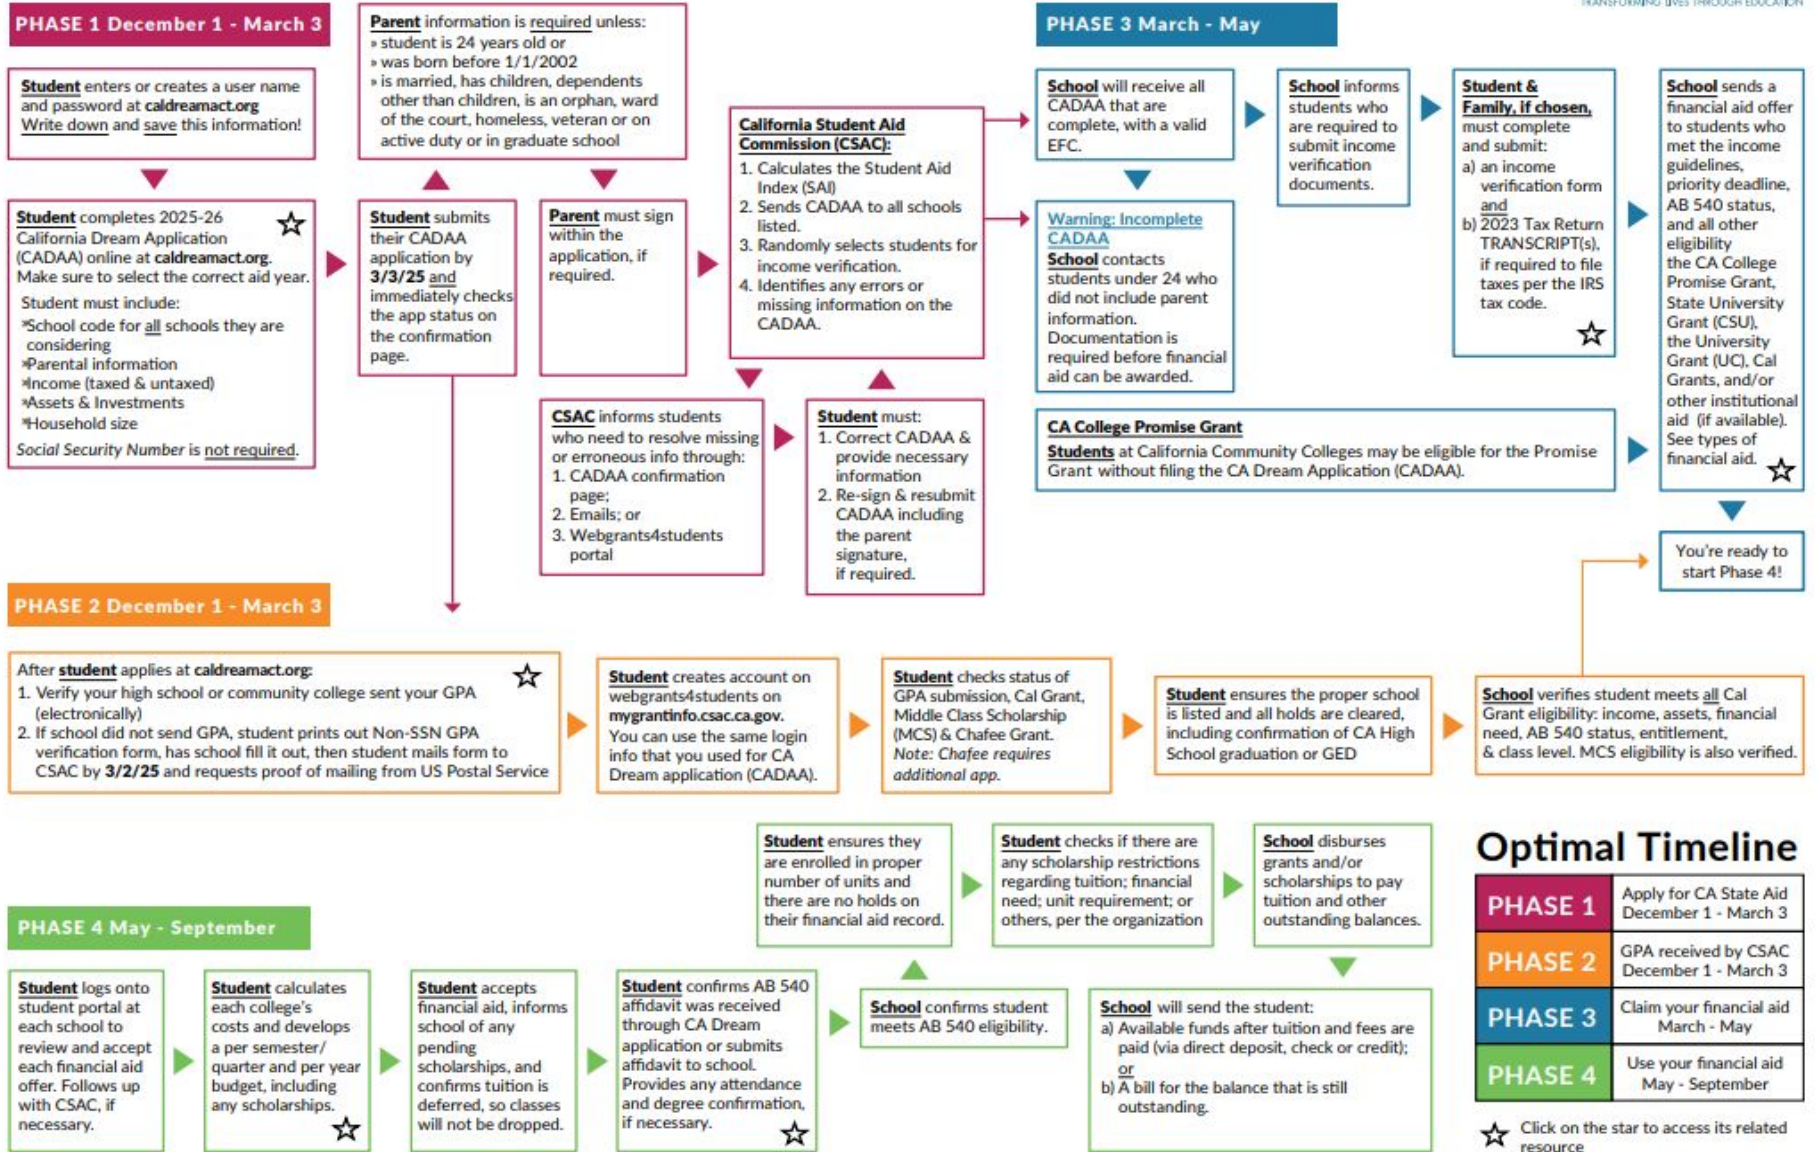 TRANSFORMING LIVES THROUGH EDUCATION
PHASE 1 December 1 - March 3
Student enters or creates a user name
and password at caldreamact.org
Write down and save this information!
Student completes 2025-26
California Dream Application
(CADAA) online at caldreamact.org.
Make sure to select the correct aid year.
Student must include:
»School code for all schools they are
considering
»Parental information
»Income (taxed & untaxed)
»Assets & Investments
»Household size
Social Security Number is not required.
Parent information is required unless:
» student is 24 years old or
» was born before 1/1/2002
» is married, has children, dependents
other than children, is an orphan, ward
of the court, homeless, veteran or on
active duty or in graduate school
Student submits
their CADAA
application by
3/3/25 and
immediately checks
the app status on
the confirmation
page.
Parent must sign
within the
application, if
required.
California Student Aid
Commission (CSAC):
1. Calculates the Student Aid
Index (SAI)
2. Sends CADAA to all schools
listed.
3. Randomly selects students for
income verification.
4. Identifies any errors or
missing information on the
CADAA.
CSAC informs students
who need to resolve missing
or erroneous info through:
1. CADAA confirmation
page;
2. Emails; or
3. Webgrants4students
portal
Student must:
1. Correct CADAA &
provide necessary
information
2. Re-sign & resubmit
CADAA including
the parent
signature,
if required.
PHASE 3 March - May
School will receive all
CADAA that are
complete, with a valid
EFC.
Warning: Incomplete
CADAA
School contacts
students under 24 who
did not include parent
information.
Documentation is
required before financial
aid can be awarded.
School informs
students who
are required to
submit income
verification
documents.
Student &
Family, if chosen,
must complete
and submit:
a) an income
verification form
and
b) 2023 Tax Return
TRANSCRIPT(s),
if required to file
taxes per the IRS
tax code.
CA College Promise Grant
Students at California Community Colleges may be eligible for the Promise
Grant without filing the CA Dream Application (CADAA).
School sends a
financial aid offer
to students who
met the income
guidelines,
priority deadline,
AB 540 status,
and all other
eligibility
the CA College
Promise Grant,
State University
Grant (CSU),
the University
Grant (UC), Cal
Grants, and/or
other institutional
aid (if available).
See types of
financial aid.
You're ready to
start Phase 4!
PHASE 2 December 1 - March 3
After student applies at caldreamact.org:
1. Verify your high school or community college sent your GPA
(electronically)
2. If school did not send GPA, student prints out Non-SSN GPA
verification form, has school fill it out, then student mails form to
CSAC by 3/2/25 and requests proof of mailing from US Postal Service
Student creates account on
webgrants4students on
mygrantinfo.csac.ca.gov.
You can use the same login
info that you used for CA
Dream application (CADAA).
Student checks status of
GPA submission, Cal Grant,
Middle Class Scholarship
(MCS) & Chafee Grant.
Note: Chafee requires
additional app.
Student ensures the proper school
is listed and all holds are cleared,
including confirmation of CA High
School graduation or GED
School verifies student meets all Cal
Grant eligibility: income, assets, financial
need, AB 540 status, entitlement,
& class level. MCS eligibility is also verified.
PHASE 4 May - September
Student logs onto
student portal at
each school to
review and accept
each financial aid
offer. Follows up
with CSAC, if
necessary.
Student calculates
each college's
costs and develops
a per semester/
quarter and per year
budget, including
any scholarships.
Student accepts
financial aid, informs
school of any
pending
scholarships, and
confirms tuition is
deferred, so classes
will not be dropped.
Student confirms AB 540
affidavit was received
through CA Dream
application or submits
affidavit to school.
Provides any attendance
and degree confirmation,
if necessary.
School confirms student
meets AB 540 eligibility.
Student ensures they
are enrolled in proper
number of units and
there are no holds on
their financial aid record.
Student checks if there are
any scholarship restrictions
regarding tuition; financial
need; unit requirement; or
others, per the organization
School disburses
grants and/or
scholarships to pay
tuition and other
outstanding balances.
School will send the student:
a) Available funds after tuition and fees are
paid (via direct deposit, check or credit);
or
b) A bill for the balance that is still
outstanding.
Optimal Timeline
PHASE 1
Apply for CA State Aid
December 1 - March 3
PHASE 2
GPA received by CSAC
December 1 - March 3
PHASE 3
Claim your financial aid
March - May
PHASE 4
Use your financial aid
May - September
Click on the star to access its related
resource